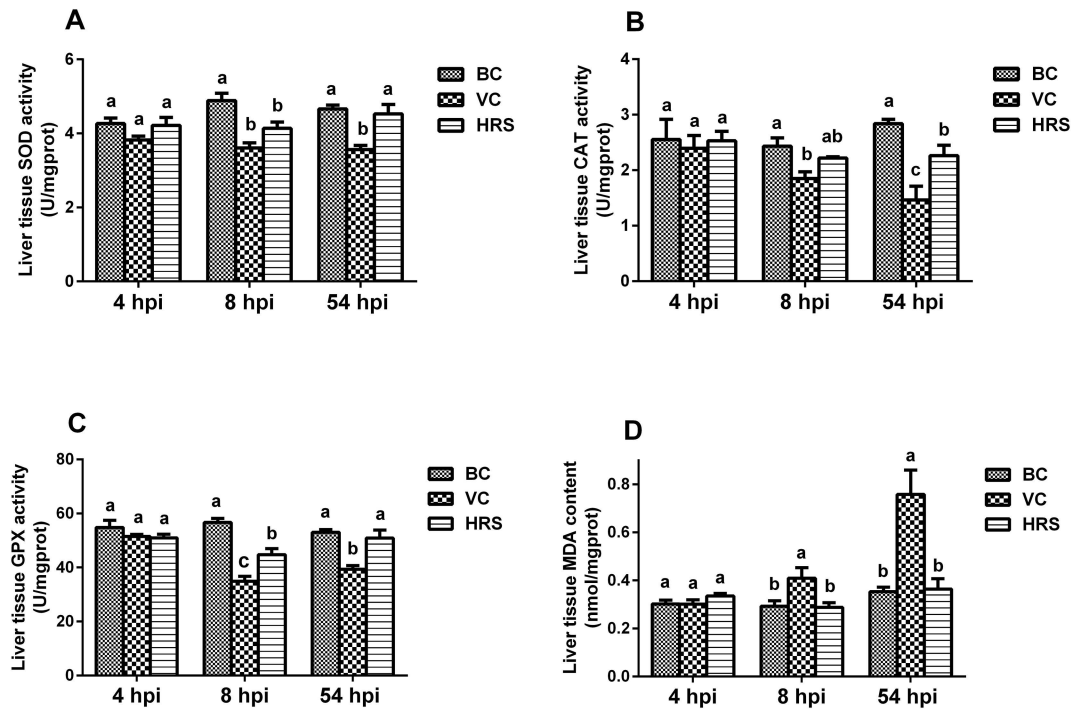 A
Liver tissue SOD activity
(U/mgprot)
6
4
2
0
a a a
a b b
a b a
4 hpi 8 hpi 54 hpi
BC
VC
HRS
B
Liver tissue CAT activity
(U/mgprot)
4
3
2
1
0
a a a
a b ab
a c b
4 hpi 8 hpi 54 hpi
BC
VC
HRS
C
Liver tissue GPX activity
(U/mgprot)
80
60
40
20
0
a a a
a c b
a b a
4 hpi 8 hpi 54 hpi
BC
VC
HRS
D
Liver tissue MDA content
(nmol/mgprot)
0.8
0.6
0.4
0.2
0.0
a a a
b a b
b a b
4 hpi 8 hpi 54 hpi
BC
VC
HRS